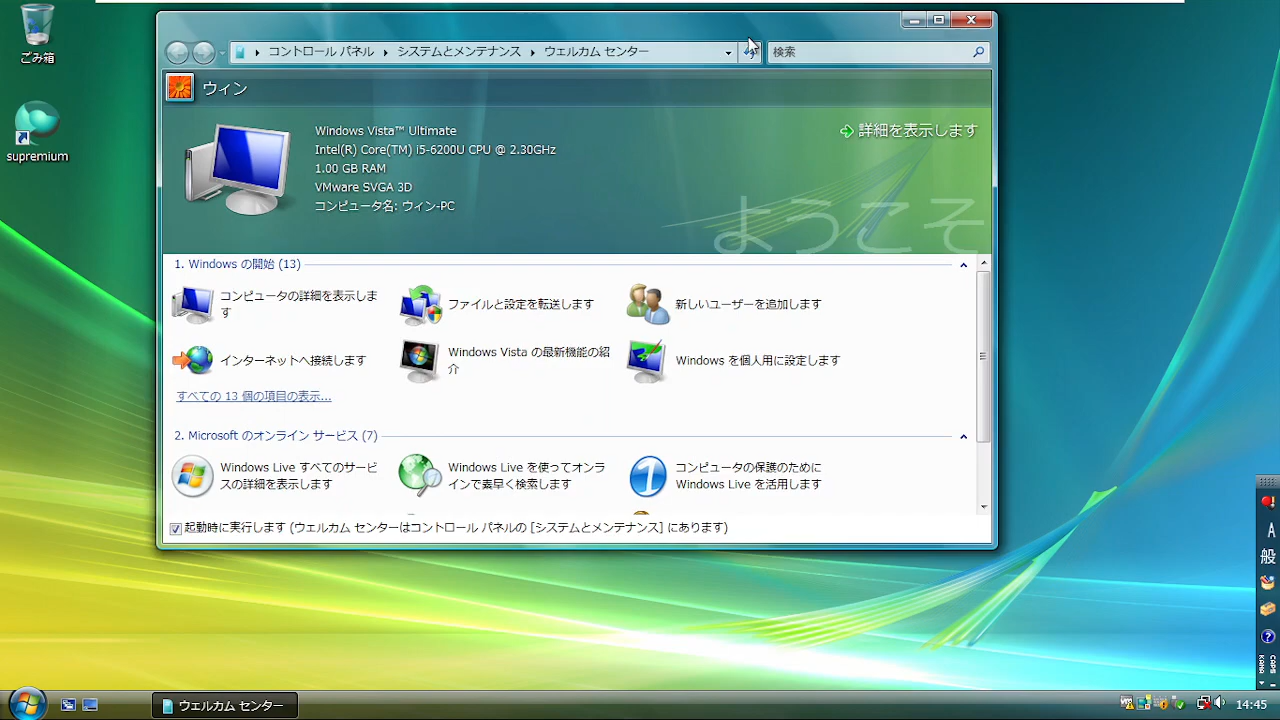 ごみ箱
supremium
コントロール パネル
システムとメンテナンス
ウェルカム センター
検索
ウィン
Windows Vista™ Ultimate
Intel(R) Core(TM) i5-6200U CPU @ 2.30GHz
1.00 GB RAM
VMware SVGA 3D
コンピュータ名: ウィン-PC
詳細を表示します
ようこそ
1. Windows の開始 (13)
コンピュータの詳細を表示しま
す
ファイルと設定を転送します
新しいユーザーを追加します
インターネットへ接続します
Windows Vista の最新機能の紹
介
Windows を個人用に設定します
すべての 13 個の項目の表示...
2. Microsoft のオンライン サービス (7)
Windows Live すべてのサービ
スの詳細を表示します
Windows Live を使ってオンラ
インで素早く検索します
コンピュータの保護のために
Windows Live を活用します
起動時に実行します (ウェルカム センターはコントロール パネルの [システムとメンテナンス] にあります)
A
般
CAPS
KANA
ウェルカム センター
14:45